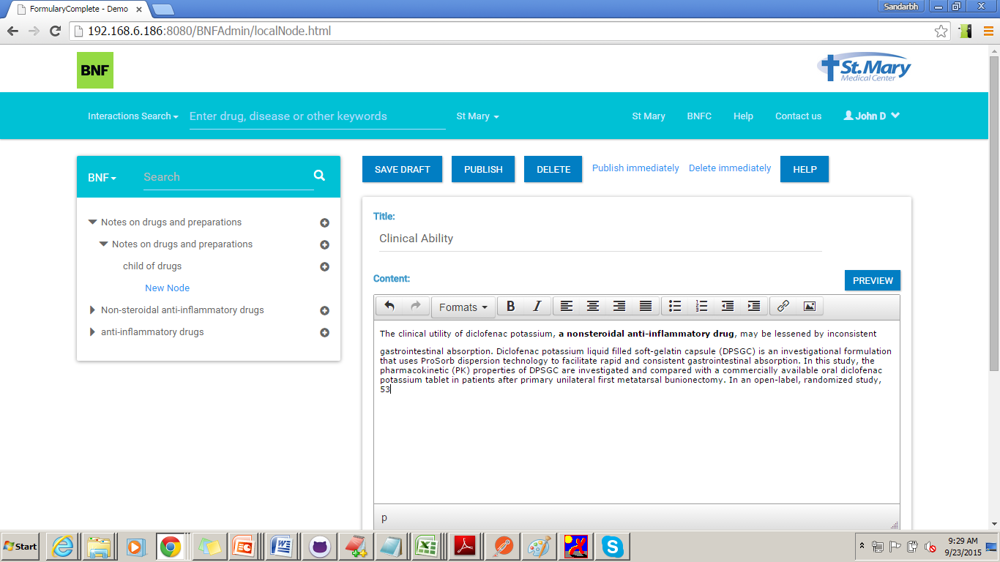 FormularyComplete - Demo
Sandarbh
192.168.6.186:8080/BNFAdmin/localNode.html
BNF
St.Mary
Medical Center
Interactions Search
Enter drug, disease or other keywords
St Mary
St Mary
BNFC
Help
Contact us
John D
BNF
Search
Notes on drugs and preparations
Notes on drugs and preparations
child of drugs
New Node
Non-steroidal anti-inflammatory drugs
anti-inflammatory drugs
SAVE DRAFT
PUBLISH
DELETE
Publish immediately
Delete immediately
HELP
Title:
Clinical Ability
Content:
PREVIEW
Formats
B
I
The clinical utility of diclofenac potassium, a nonsteroidal anti-inflammatory drug, may be lessened by inconsistent
gastrointestinal absorption. Diclofenac potassium liquid filled soft-gelatin capsule (DPSGC) is an investigational formulation
that uses ProSorb dispersion technology to facilitate rapid and consistent gastrointestinal absorption. In this study, the
pharmacokinetic (PK) properties of DPSGC are investigated and compared with a commercially available oral diclofenac
potassium tablet in patients after primary unilateral first metatarsal bunionectomy. In an open-label, randomized study,
53
p
Start
9:29 AM
9/23/2015